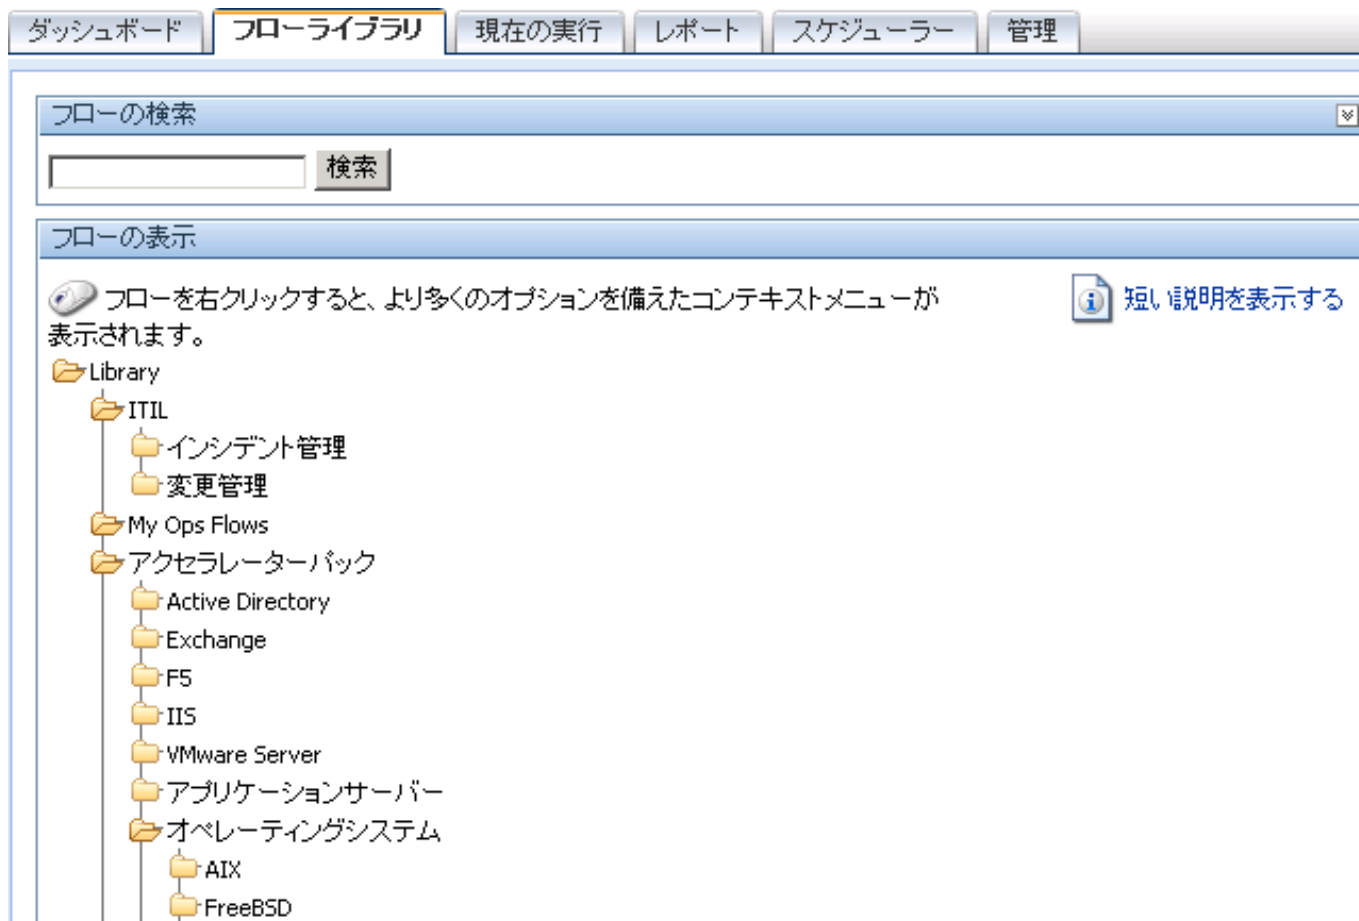 ダッシュボード フローライブラリ 現在の実行 レポート スケジューラー 管理
フローの検索
検索
フローの表示
フローを右クリックすると、より多くのオプションを備えたコンテキストメニューが 短い説明を表示する
表示されます。
Library
ITIL
インシデント管理
変更管理
My Ops Flows
アクセラレーターパック
Active Directory
Exchange
F5
IIS
VMware Server
アプリケーションサーバー
オペレーティングシステム
AIX
FreeBSD